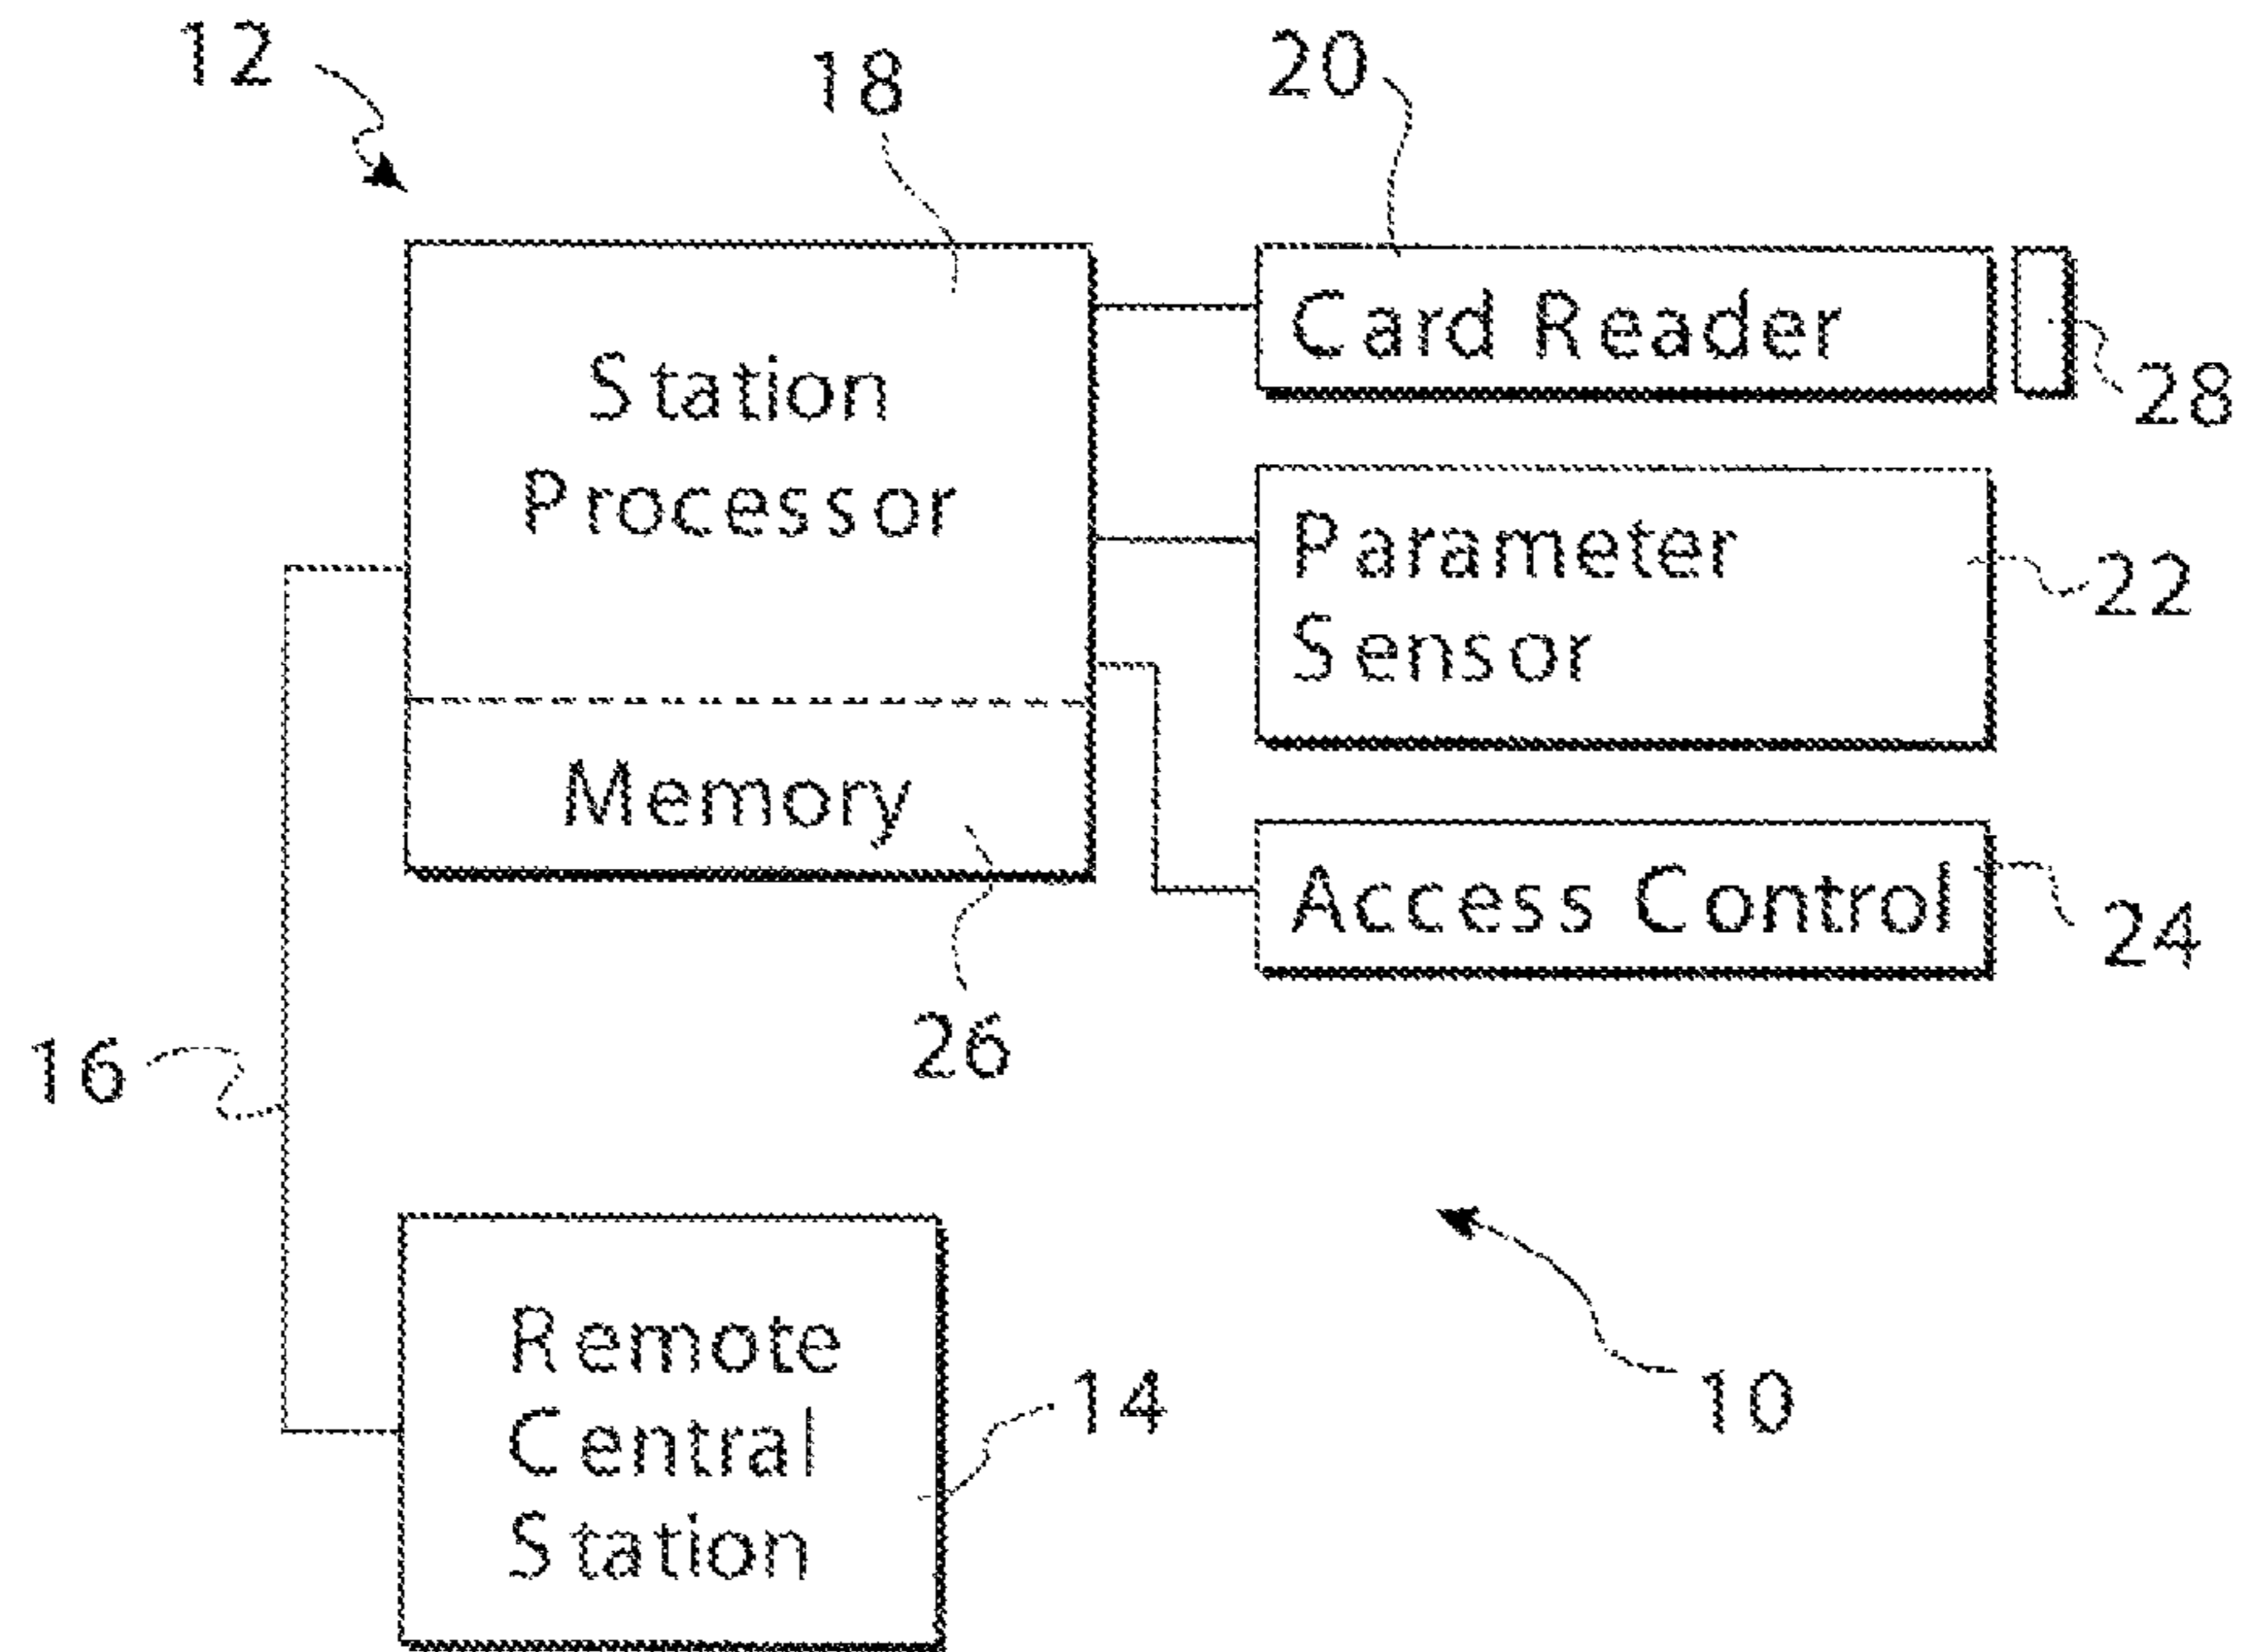 12
18
20
Card Reader
28
Station
Processor
Parameter
Sensor
22
Memory
Access Control
24
26
16
Remote
Central
Station
14
10